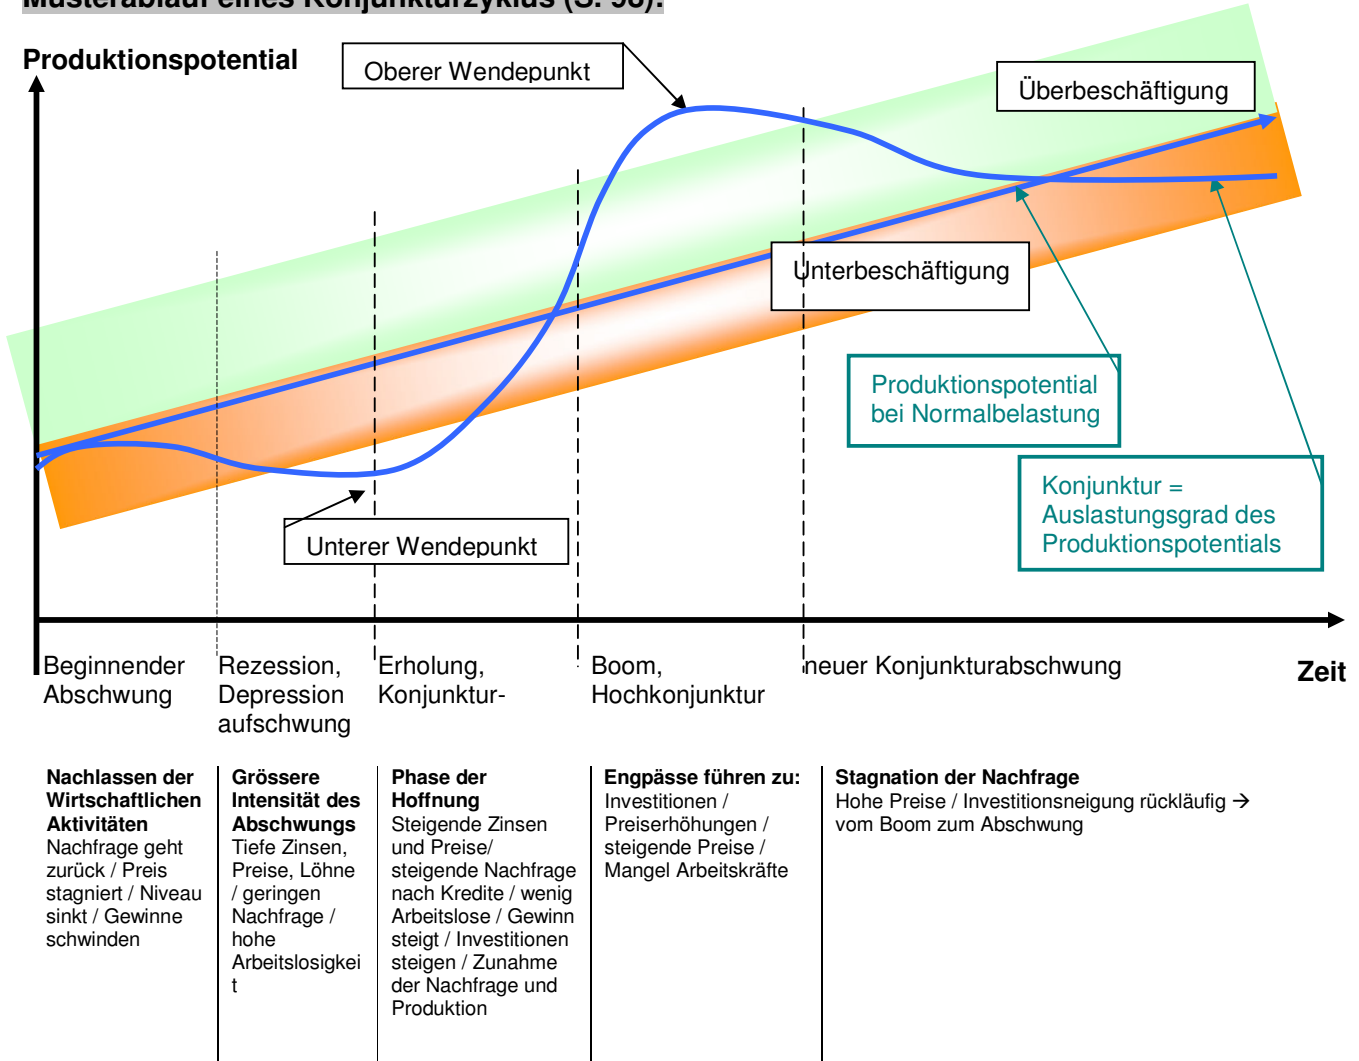 Musterablauf eines Konjunkturzyklus (S. 98):
Produktionspotential
Oberer Wendepunkt
Überbeschäftigung
Unterbeschäftigung
Produktionspotential
bei Normalbelastung
Konjunktur =
Auslastungsgrad des
Produktionspotentials
Unterer Wendepunkt
Beginnender
Abschwung
Rezession,
Depression
aufschwung
Erholung,
Konjunktur-
Boom,
Hochkonjunktur
neuer Konjunkturabschwung
Zeit
Nachlassen der
Wirtschaftlichen
Aktivitäten
Nachfrage geht
zurück / Preis
stagniert / Niveau
sinkt / Gewinne
schwinden
Grössere
Intensität des
Abschwungs
Tiefe Zinsen,
Preise, Löhne
/ geringen
Nachfrage /
hohe
Arbeitslosigkei
t
Phase der
Hoffnung
Steigende Zinsen
und Preise/
steigende Nachfrage
nach Kredite / wenig
Arbeitslose / Gewinn
steigt / Investitionen
steigen / Zunahme
der Nachfrage und
Produktion
Engpässe führen zu:
Investitionen /
Preiserhöhungen /
steigende Preise /
Mangel Arbeitskräfte
Stagnation der Nachfrage
Hohe Preise / Investitionsneigung rückläufig →
vom Boom zum Abschwung